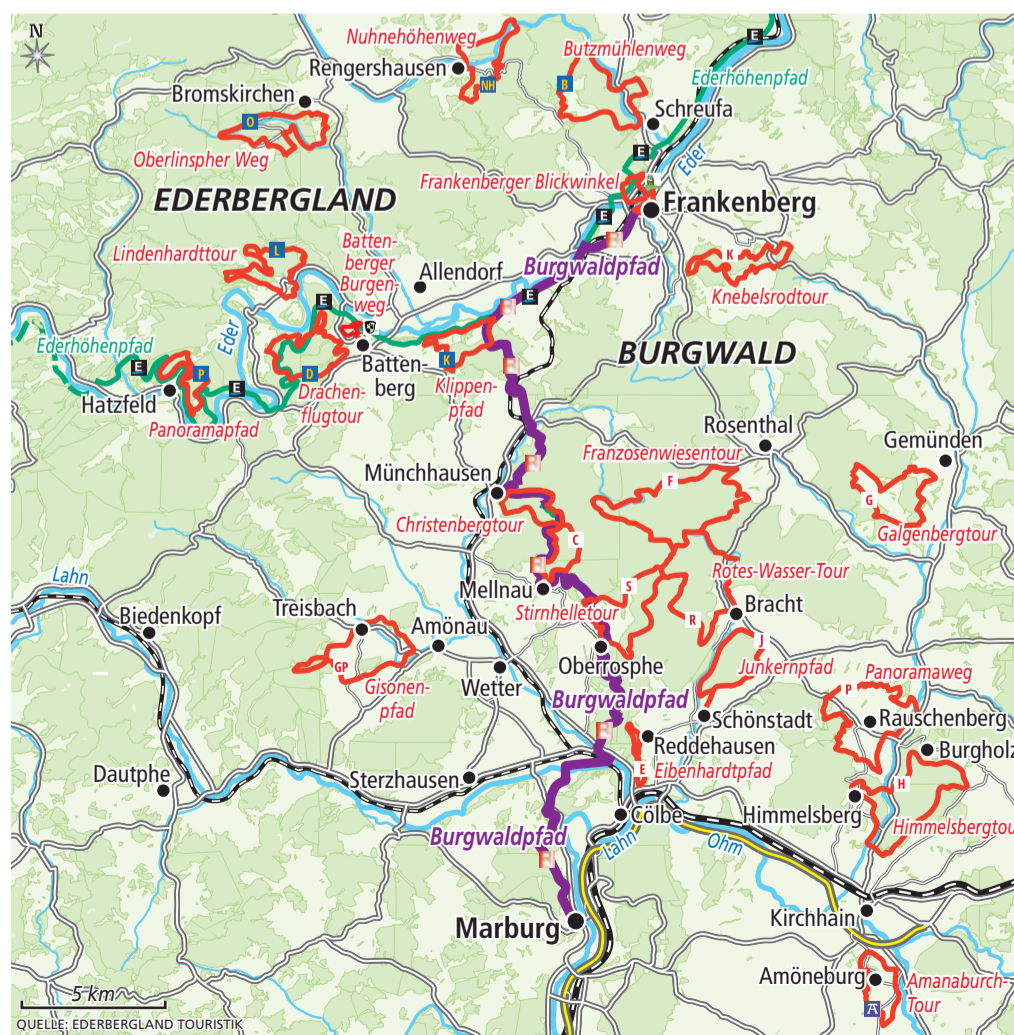 N
Nuhnehöhenweg
Rengershausen
NH
Butzmühlenweg
B
E
Ederhöhenpfad
Bromskirchen
O
Oberlinspher Weg
Schreufa
E
Eder
Frankenberger Blickwinkel
EDERBERGLAND
Frankenberg
E
Lindenhardttour
L
Batten-
berger
Burgen-
weg
Allendorf
Burgwaldpfad
K
Knebelsrodtour
E
E
Ederhöhenpfad
Eder
E
P
E
D
Batten-
berg
K
Klippen-
pfad
BURGWALD
Hatzfeld
Panoramapfad
Drachen-
flugtour
Rosenthal
Gemünden
Münchhausen
Franzosenwiesentour
F
G
Galgenbergtour
Christenbergtour
C
Mellnau
Stirnhelletour
S
Rotes-Wasser-Tour
R
Bracht
J
Junkernpfad
Lahn
Biedenkopf
Treisbach
Amönau
GP
Gisonen-
pfad
Wetter
Oberrosphe
Burgwaldpfad
Schönstadt
Panoramaweg
P
Rauschenberg
Burgholz
Reddehausen
E
Eibenhardtpfad
Dautphe
Sterzhausen
H
Himmelsberg
Himmelsbergtour
Cölbe
Burgwaldpfad
Lahn
Ohm
Marburg
Kirchhain
Amöneburg
A
Amanaburch-
Tour
5 km
QUELLE: EDERBERGLAND TOURISTIK